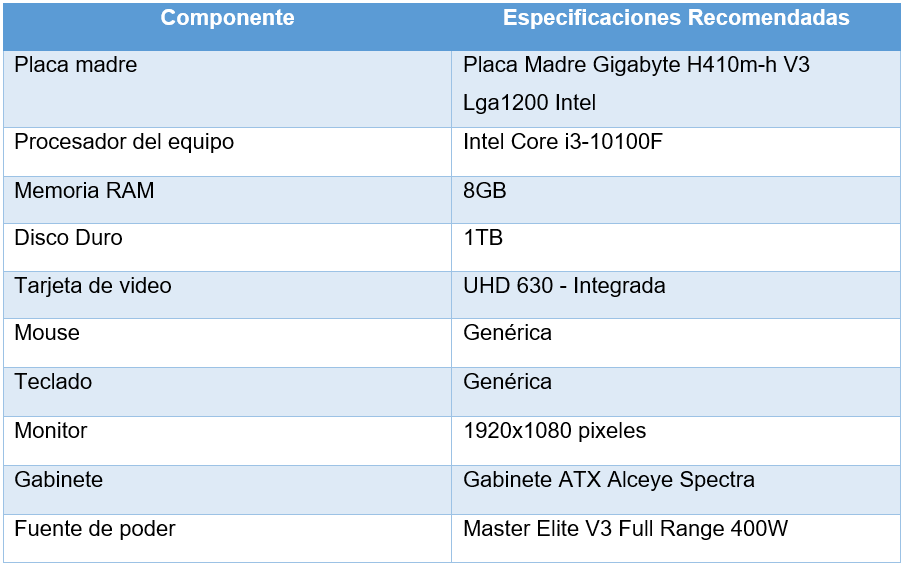 Componente
Especificaciones Recomendadas
Placa madre
Placa Madre Gigabyte H410m-h V3
Lga1200 Intel
Procesador del equipo
Intel Core i3-10100F
Memoria RAM
8GB
Disco Duro
1TB
Tarjeta de video
UHD 630 - Integrada
Mouse
Genérica
Teclado
Genérica
Monitor
1920x1080 pixeles
Gabinete
Gabinete ATX Alceye Spectra
Fuente de poder
Master Elite V3 Full Range 400W